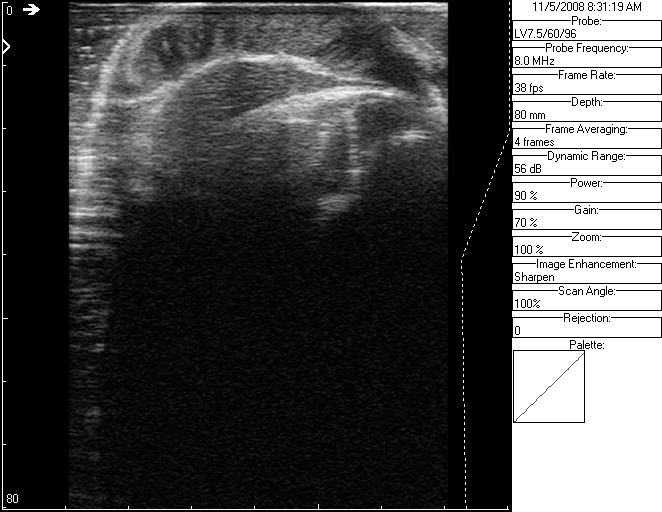 0
80
11/5/2008 8:31:19 AM
Probe:
LV7.5/60/96
Probe Frequency:
8.0 MHz
Frame Rate:
38 fps
Depth:
80 mm
Frame Averaging:
4 frames
Dynamic Range:
56 dB
Power:
90 %
Gain:
70 %
Zoom:
100 %
Image Enhancement:
Sharpen
Scan Angle:
100%
Rejection:
0
Palette: